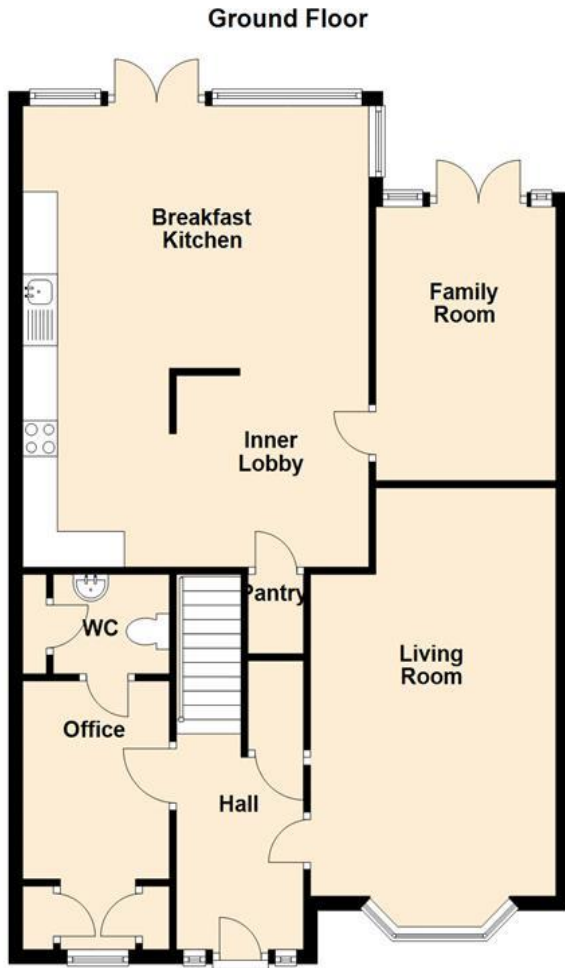 Ground Floor
Breakfast
Kitchen
Family
Room
Inner
Lobby
Pantry
WC
Living
Room
Office
Hall